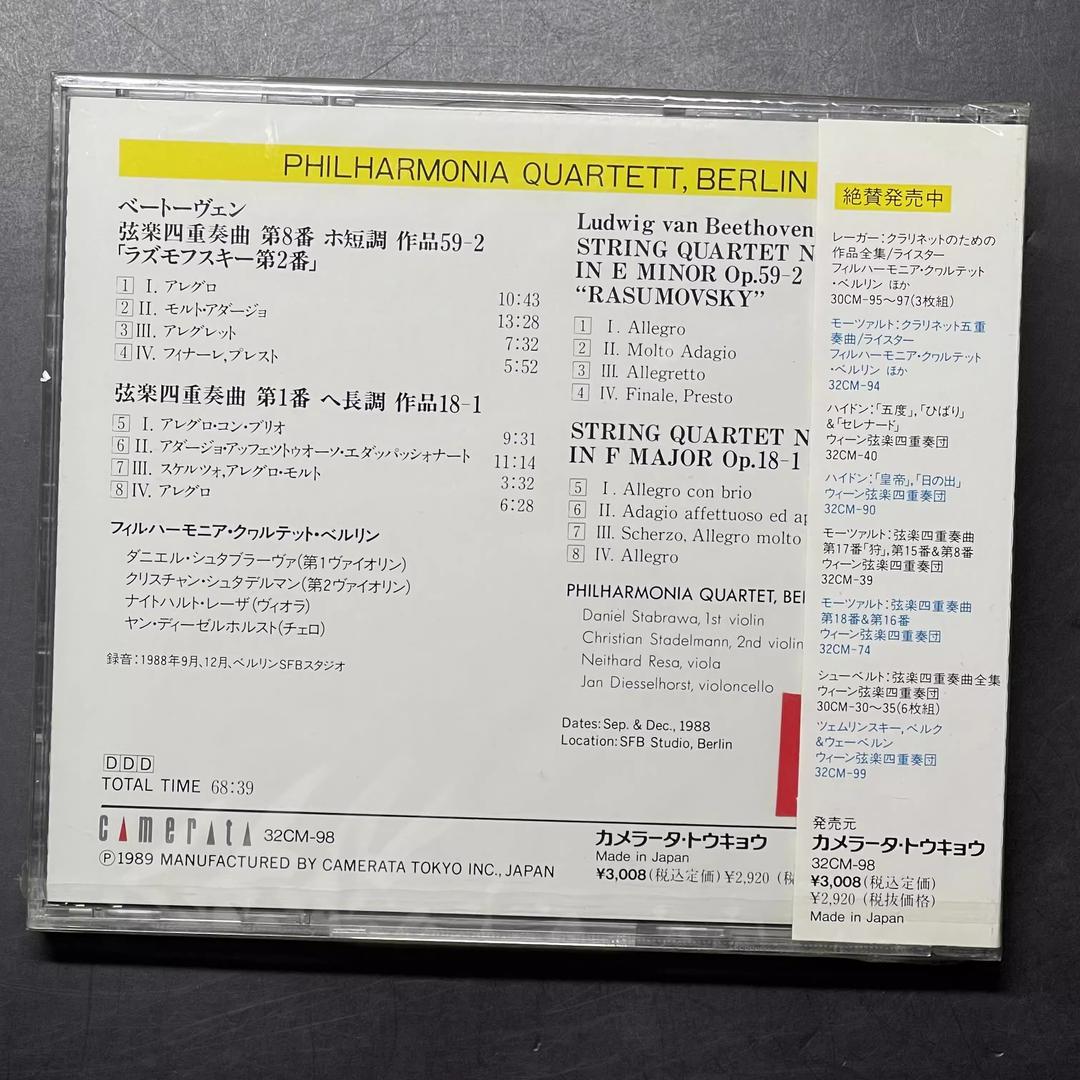 PHILHARMONIA QUARTETT, BERLIN
ベートーヴェン
弦楽四重奏曲 第8番 ホ短調 作品59-2
「ラズモフスキー第2番」
1 I. アレグロ 10:43
2 II. モルト・アダージョ 13:28
3 III. アレグレット 7:32
4 IV. フィナーレ,プレスト 5:52
弦楽四重奏曲 第1番 ヘ長調 作品18-1
5 I. アレグロ・コン・ブリオ 9:31
6 II. アダージョ・アッフェツトゥオーソ・エダッパッシォナート 11:14
7 III. スケルツォ,アレグロ・モルト 3:32
8 IV. アレグロ 6:28
フィルハーモニア・クヮルテット・ベルリン
ダニエル・シュタブラーヴァ(第1ヴァイオリン)
クリスチャン・シュタデルマン(第2ヴァイオリン)
ナイトハルト・レーザ(ヴィオラ)
ヤン・ディーゼルホルスト(チェロ)
録音:1988年9月、12月、ベルリンSFBスタジオ
DDD
TOTAL TIME 68:39
camerata 32CM-98
Ⓟ1989 MANUFACTURED BY CAMERATA TOKYO INC., JAPAN
Ludwig van Beethoven
STRING QUARTET N
IN E MINOR Op.59-2
“RASUMOVSKY”
1 I. Allegro
2 II. Molto Adagio
3 III. Allegretto
4 IV. Finale, Presto
STRING QUARTET N
IN F MAJOR Op.18-1
5 I. Allegro con brio
6 II. Adagio affettuoso ed
7 III. Scherzo, Allegro molto
8 IV. Allegro
PHILHARMONIA QUARTET,
Daniel Stabrawa, 1st violin
Christian Stadelmann, 2nd violin
Neithard Resa, viola
Jan Diesselhorst, violoncello
Dates: Sep. & Dec., 1988
Location: SFB Studio, Berlin
カメラータ・トウキョウ
Made in Japan
¥3,008(税込定価) ¥2,920
絶賛発売中
レーガー:クラリネットのための
作品全集/ライスター
フィルハーモニア・クヮルテット
・ベルリン ほか
30CM-95〜97(3枚組)
モーツァルト:クラリネット五重
奏曲/ライスター
フィルハーモニア・クヮルテット
・ベルリン ほか
32CM-94
ハイドン:「五度」,「ひばり」
&「セレナード」
ウィーン弦楽四重奏団
32CM-40
ハイドン:「皇帝」,「日の出」
ウィーン弦楽四重奏団
32CM-90
モーツァルト:弦楽四重奏曲
第17番「狩」,第15番&第8番
ウィーン弦楽四重奏団
32CM-39
モーツァルト:弦楽四重奏曲
第18番&第16番
ウィーン弦楽四重奏団
32CM-74
シューベルト:弦楽四重奏曲全集
ウィーン弦楽四重奏団
30CM-30〜35(6枚組)
ツェムリンスキー,ベルク
&ウェーベルン
ウィーン弦楽四重奏団
32CM-99
発売元
カメラータ・トウキョウ
32CM-98
¥3,008(税込定価)
¥2,920 (税抜価格)
Made in Japan